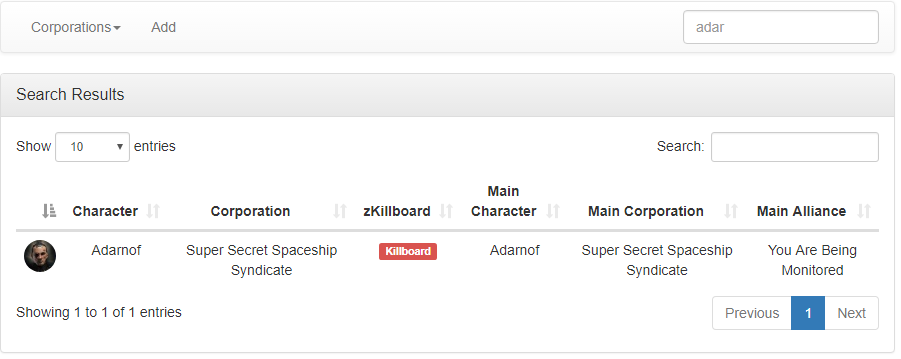 Corporations Add adar
Search Results
Show 10 entries Search:
Character Corporation zKillboard Main Character Main Corporation Main Alliance
Adarnof Super Secret Spaceship Syndicate Killboard Adarnof Super Secret Spaceship Syndicate You Are Being Monitored
Showing 1 to 1 of 1 entries Previous 1 Next